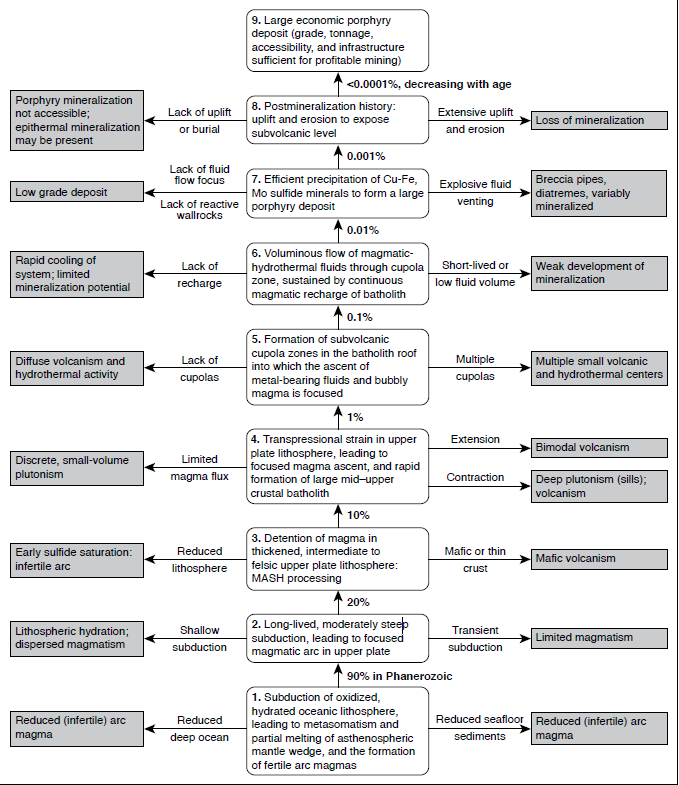 9. Large economic porphyry
deposit (grade, tonnage,
accessibility, and infrastructure
sufficient for profitable mining)
<0.0001%, decreasing with age
Porphyry mineralization
not accessible;
epithermal mineralization
may be present
Lack of uplift
or burial
8. Postmineralization history:
uplift and erosion to expose
subvolcanic level
Extensive uplift
and erosion
Loss of mineralization
0.001%
Low grade deposit
Lack of fluid
flow focus
Lack of reactive
wallrocks
7. Efficient precipitation of Cu-Fe,
Mo sulfide minerals to form a large
porphyry deposit
Explosive fluid
venting
Breccia pipes,
diatremes, variably
mineralized
0.01%
Rapid cooling of
system; limited
mineralization potential
Lack of
recharge
6. Voluminous flow of magmatic-
hydrothermal fluids through cupola
zone, sustained by continuous
magmatic recharge of batholith
Short-lived or
low fluid volume
Weak development of
mineralization
0.1%
Diffuse volcanism and
hydrothermal activity
Lack of
cupolas
5. Formation of subvolcanic
cupola zones in the batholith roof
into which the ascent of
metal-bearing fluids and bubbly
magma is focused
Multiple
cupolas
Multiple small volcanic
and hydrothermal centers
1%
Discrete, small-volume
plutonism
Limited
magma flux
4. Transpressional strain in upper
plate lithosphere, leading to
focused magma ascent, and rapid
formation of large mid–upper
crustal batholith
Extension
Bimodal volcanism
Contraction
Deep plutonism (sills);
volcanism
10%
Early sulfide saturation:
infertile arc
Reduced
lithosphere
3. Detention of magma in
thickened, intermediate to
felsic upper plate lithosphere:
MASH processing
Mafic or thin
crust
Mafic volcanism
20%
Lithospheric hydration;
dispersed magmatism
Shallow
subduction
2. Long-lived, moderately steep
subduction, leading to focused
magmatic arc in upper plate
Transient
subduction
Limited magmatism
90% in Phanerozoic
Reduced (infertile) arc
magma
Reduced
deep ocean
1. Subduction of oxidized,
hydrated oceanic lithosphere,
leading to metasomatism and
partial melting of asthenospheric
mantle wedge, and the formation
of fertile arc magmas
Reduced seafloor
sediments
Reduced (infertile) arc
magma